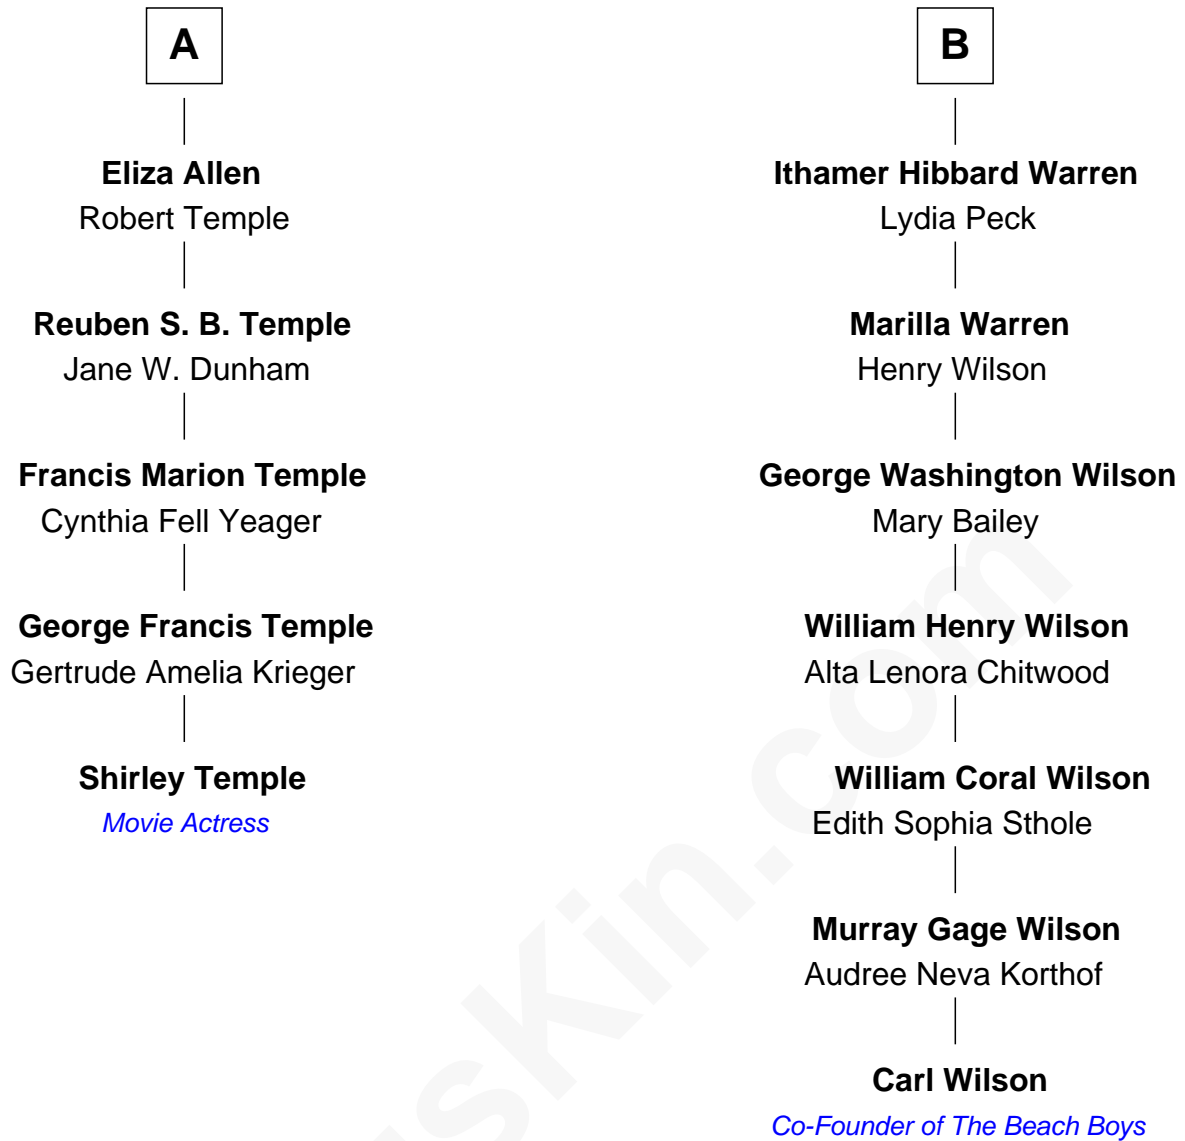 A
Eliza Allen
Robert Temple
Reuben S. B. Temple
Jane W. Dunham
Francis Marion Temple
Cynthia Fell Yeager
George Francis Temple
Gertrude Amelia Krieger
Shirley Temple
Movie Actress
B
Ithamer Hibbard Warren
Lydia Peck
Marilla Warren
Henry Wilson
George Washington Wilson
Mary Bailey
William Henry Wilson
Alta Lenora Chitwood
William Coral Wilson
Edith Sophia Sthole
Murray Gage Wilson
Audree Neva Korthof
Carl Wilson
Co-Founder of The Beach Boys